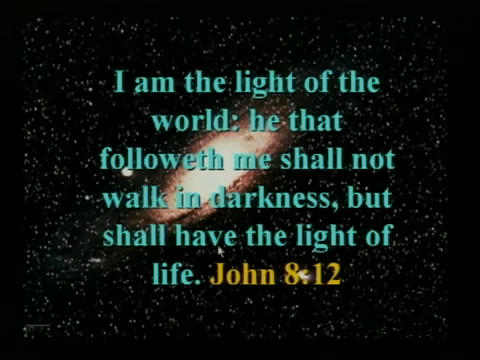 I am the light of the
world: he that
followeth me shall not
walk in darkness, but
shall have the light of
life. John 8:12